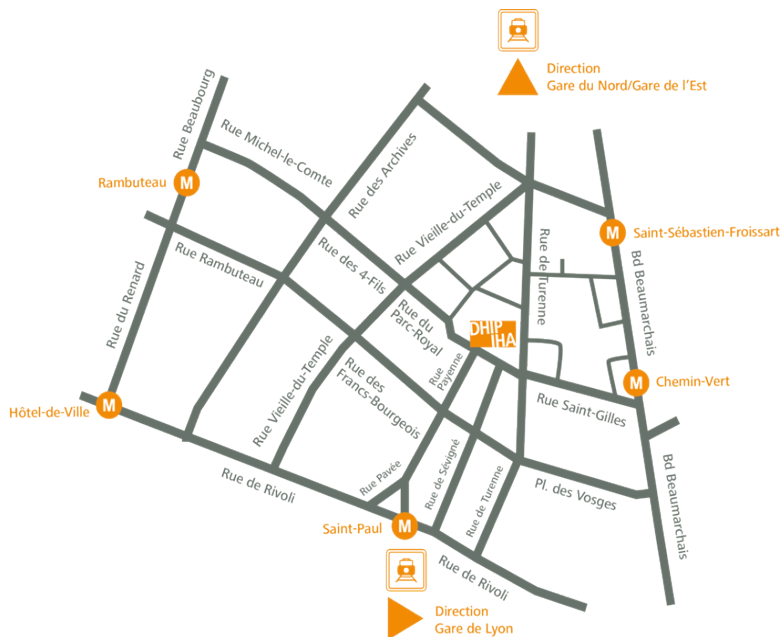 Direction
Gare du Nord/Gare de l'Est
Rue Beaubourg
Rue Michel-le-Comte
Rue des Archives
M
Rambuteau
Rue Vieille-du-Temple
M
Saint-Sébastien-Froissart
Rue Rambuteau
Rue des 4-Fils
Rue de Turenne
Bd Beaumarchais
Rue du Renard
Rue du
Parc-Royal
DHIP
IHA
Rue
Payenne
M
Chemin-Vert
Rue Vieille-du-Temple
Rue des
Francs-Bourgeois
Rue Saint-Gilles
M
Hôtel-de-Ville
Rue de Rivoli
Rue Pavée
Rue de Sévigné
Rue de Turenne
Pl. des Vosges
Bd Beaumarchais
M
Saint-Paul
Rue de Rivoli
Direction
Gare de Lyon